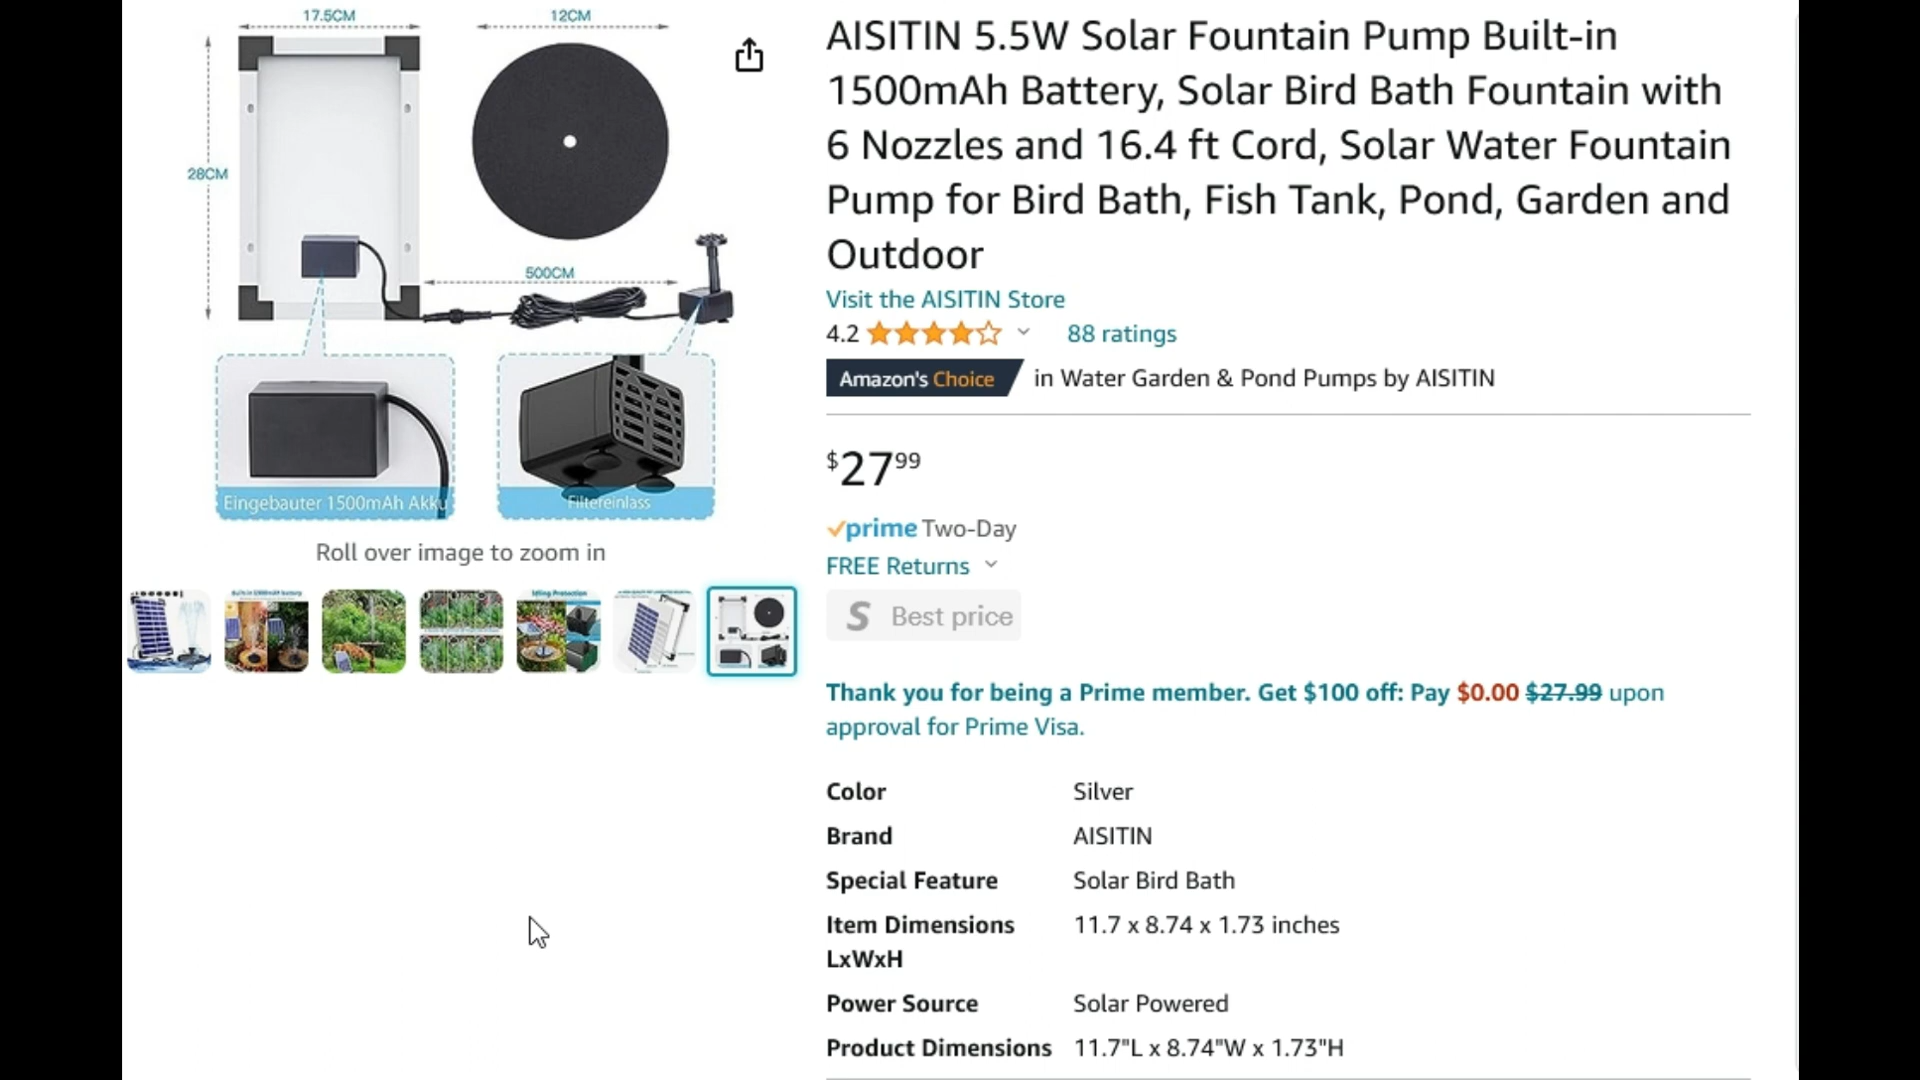 17.5CM
12CM
28CM
500CM
Eingebauter 1500mAh Akku
Filtereinlass
Roll over image to zoom in
Built-in 1500mAh battery
Idling Protection
AISITIN 5.5W Solar Fountain Pump Built-in
1500mAh Battery, Solar Bird Bath Fountain with
6 Nozzles and 16.4 ft Cord, Solar Water Fountain
Pump for Bird Bath, Fish Tank, Pond, Garden and
Outdoor
Visit the AISITIN Store
4.2 88 ratings
Amazon's Choice in Water Garden & Pond Pumps by AISITIN
$27.99
prime Two-Day
FREE Returns
S Best price
Thank you for being a Prime member. Get $100 off: Pay $0.00 $27.99 upon
approval for Prime Visa.
Color Silver
Brand AISITIN
Special Feature Solar Bird Bath
Item Dimensions 11.7 x 8.74 x 1.73 inches
LxWxH
Power Source Solar Powered
Product Dimensions 11.7"L x 8.74"W x 1.73"H